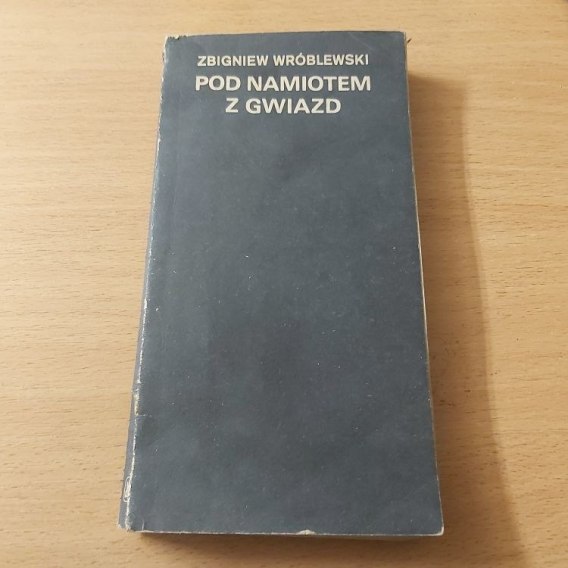 ZBIGNIEW WRÓBLEWSKI
POD NAMIOTEM
Z GWIAZD